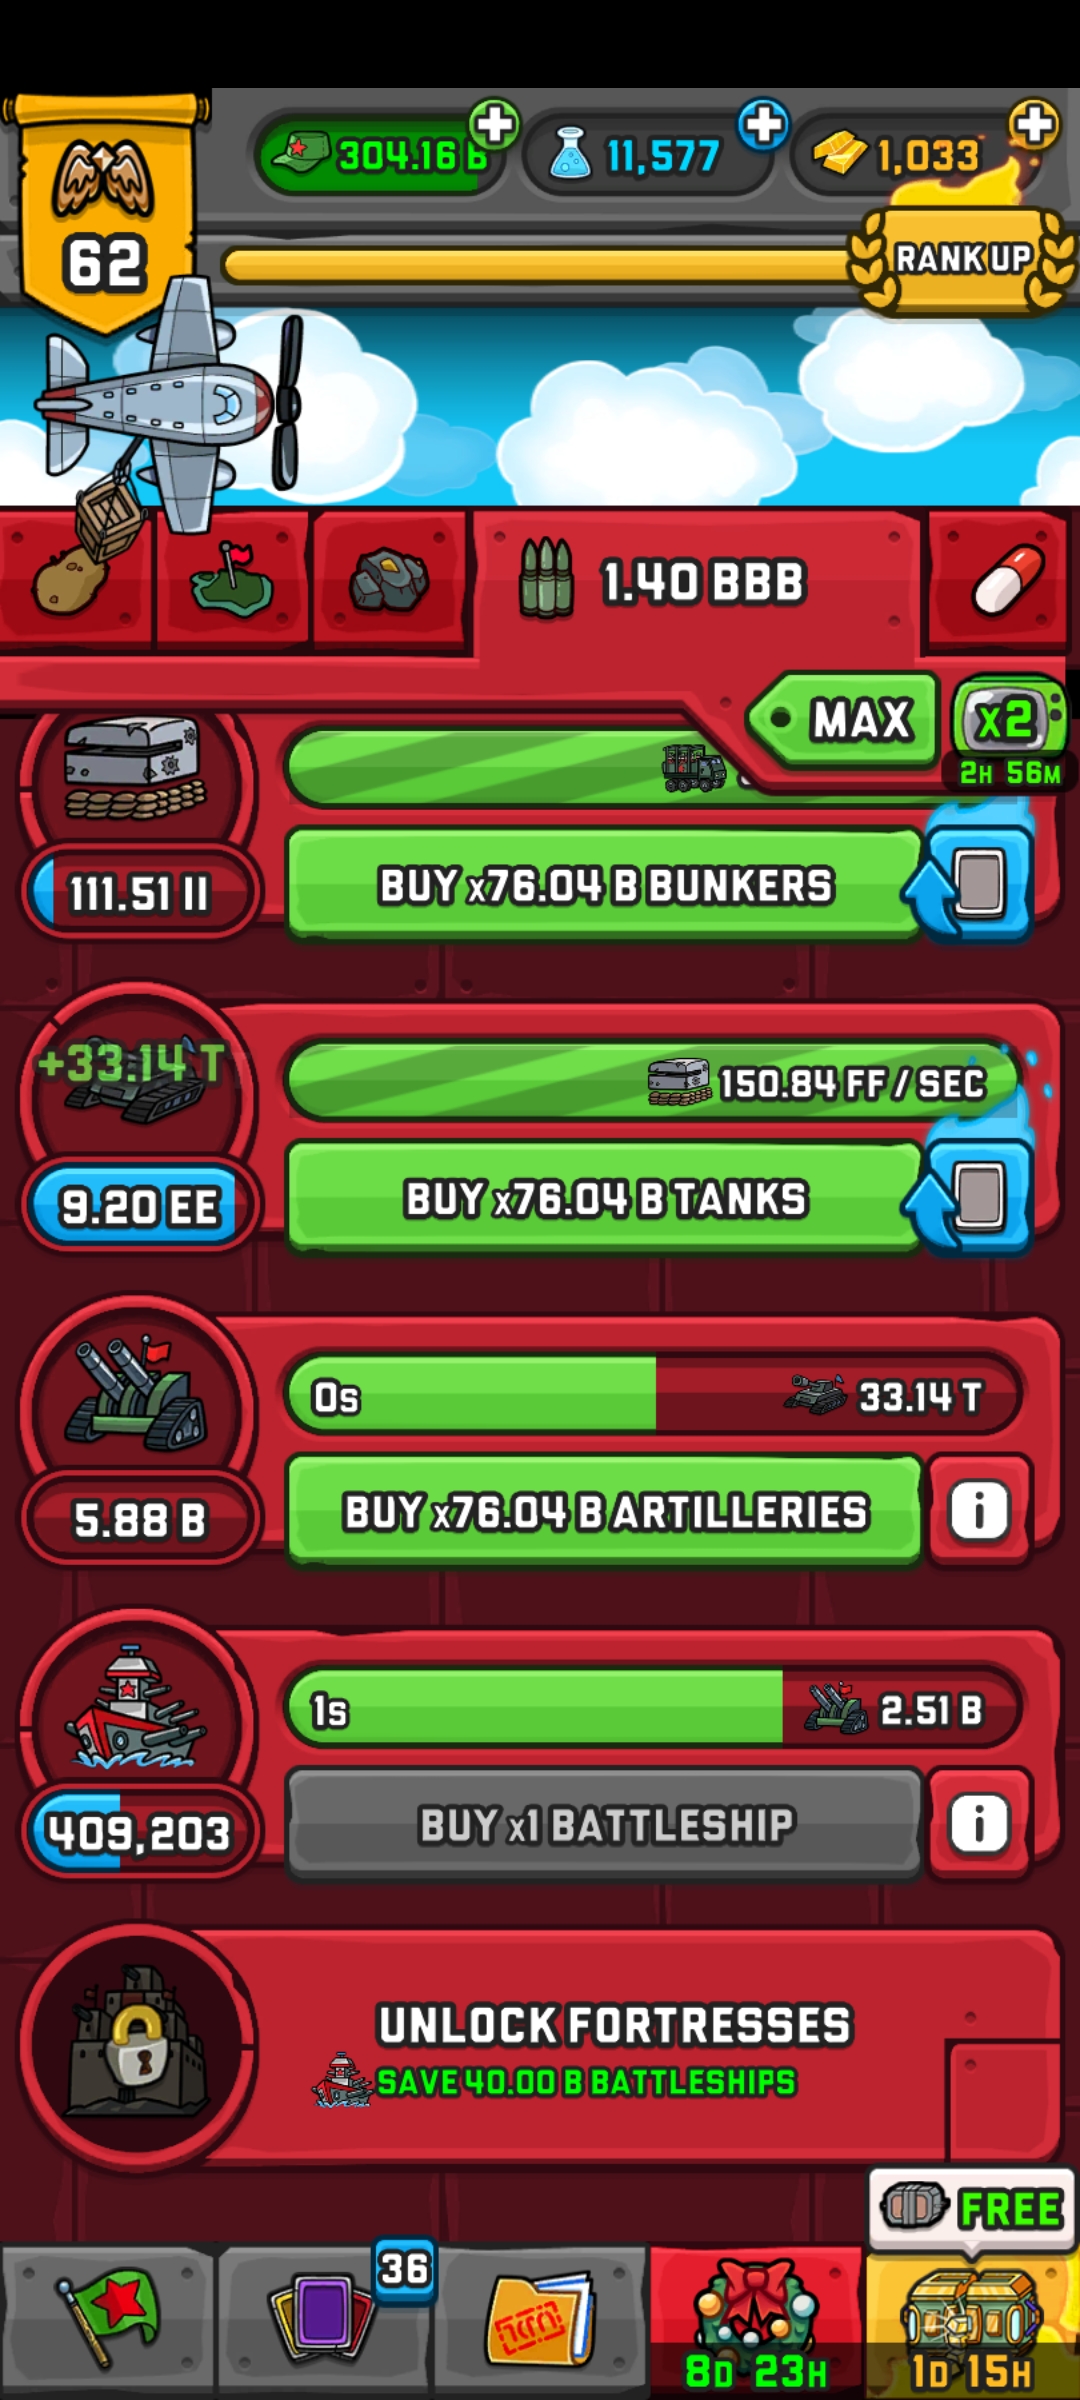 304.16 B
11,577
1,033
62
RANK UP
1.40 BBB
MAX
x2
2H 56M
111.51 II
BUY x76.04 B BUNKERS
+33.14 T
150.84 FF / SEC
9.20 EE
BUY x76.04 B TANKS
0s
33.14 T
5.88 B
BUY x76.04 B ARTILLERIES
i
1s
2.51 B
409,203
BUY x1 BATTLESHIP
i
UNLOCK FORTRESSES
SAVE 40.00 B BATTLESHIPS
FREE
36
8D 23H
1D 15H